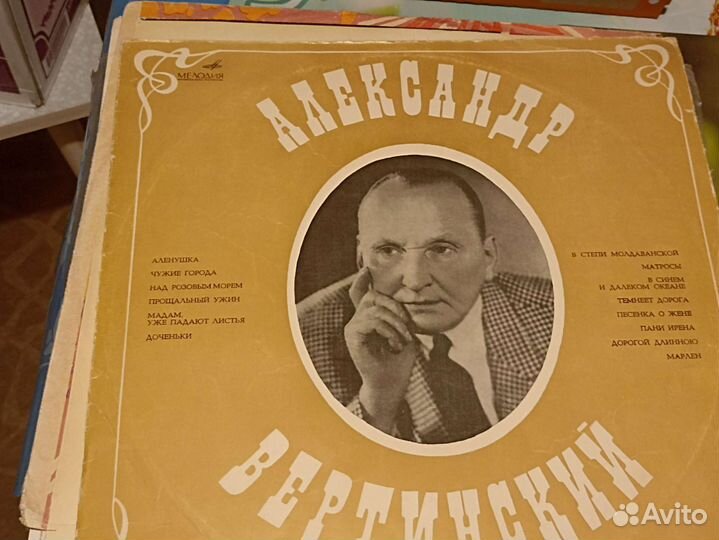 МЕЛОДИЯ
АЛЕКСАНДР
АЛЕНУШКА
ЧУЖИЕ ГОРОДА
НАД РОЗОВЫМ МОРЕМ
ПРОЩАЛЬНЫЙ УЖИН
МАДАМ,
УЖЕ ПАДАЮТ ЛИСТЬЯ
ДОЧЕНЬКИ
В СТЕПИ МОЛДАВАНСКОЙ
МАТРОСЫ
В СИНЕМ
И ДАЛЕКОМ ОКЕАНЕ
ТЕМНЕЕТ ДОРОГА
ПЕСЕНКА О ЖЕНЕ
ПАНИ ИРЕНА
ДОРОГОЙ ДЛИННОЮ
МАРЛЕН
ВЕРТИНСКИЙ
Avito